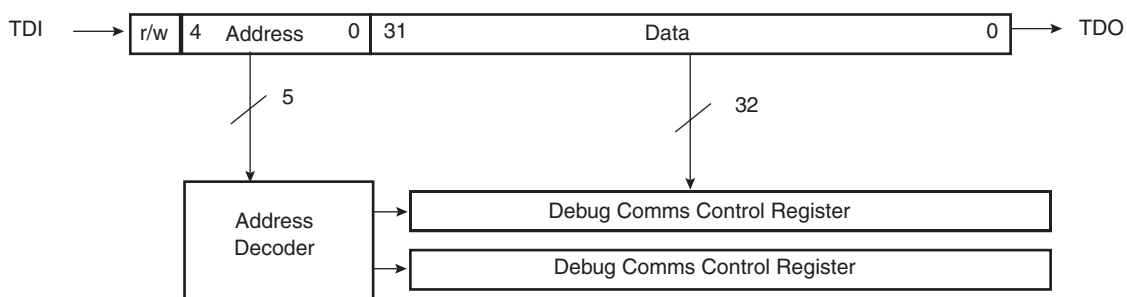 TDI r/w 4 Address 0 31 Data 0 TDO
5
32
Address
Decoder
Debug Comms Control Register
Debug Comms Control Register